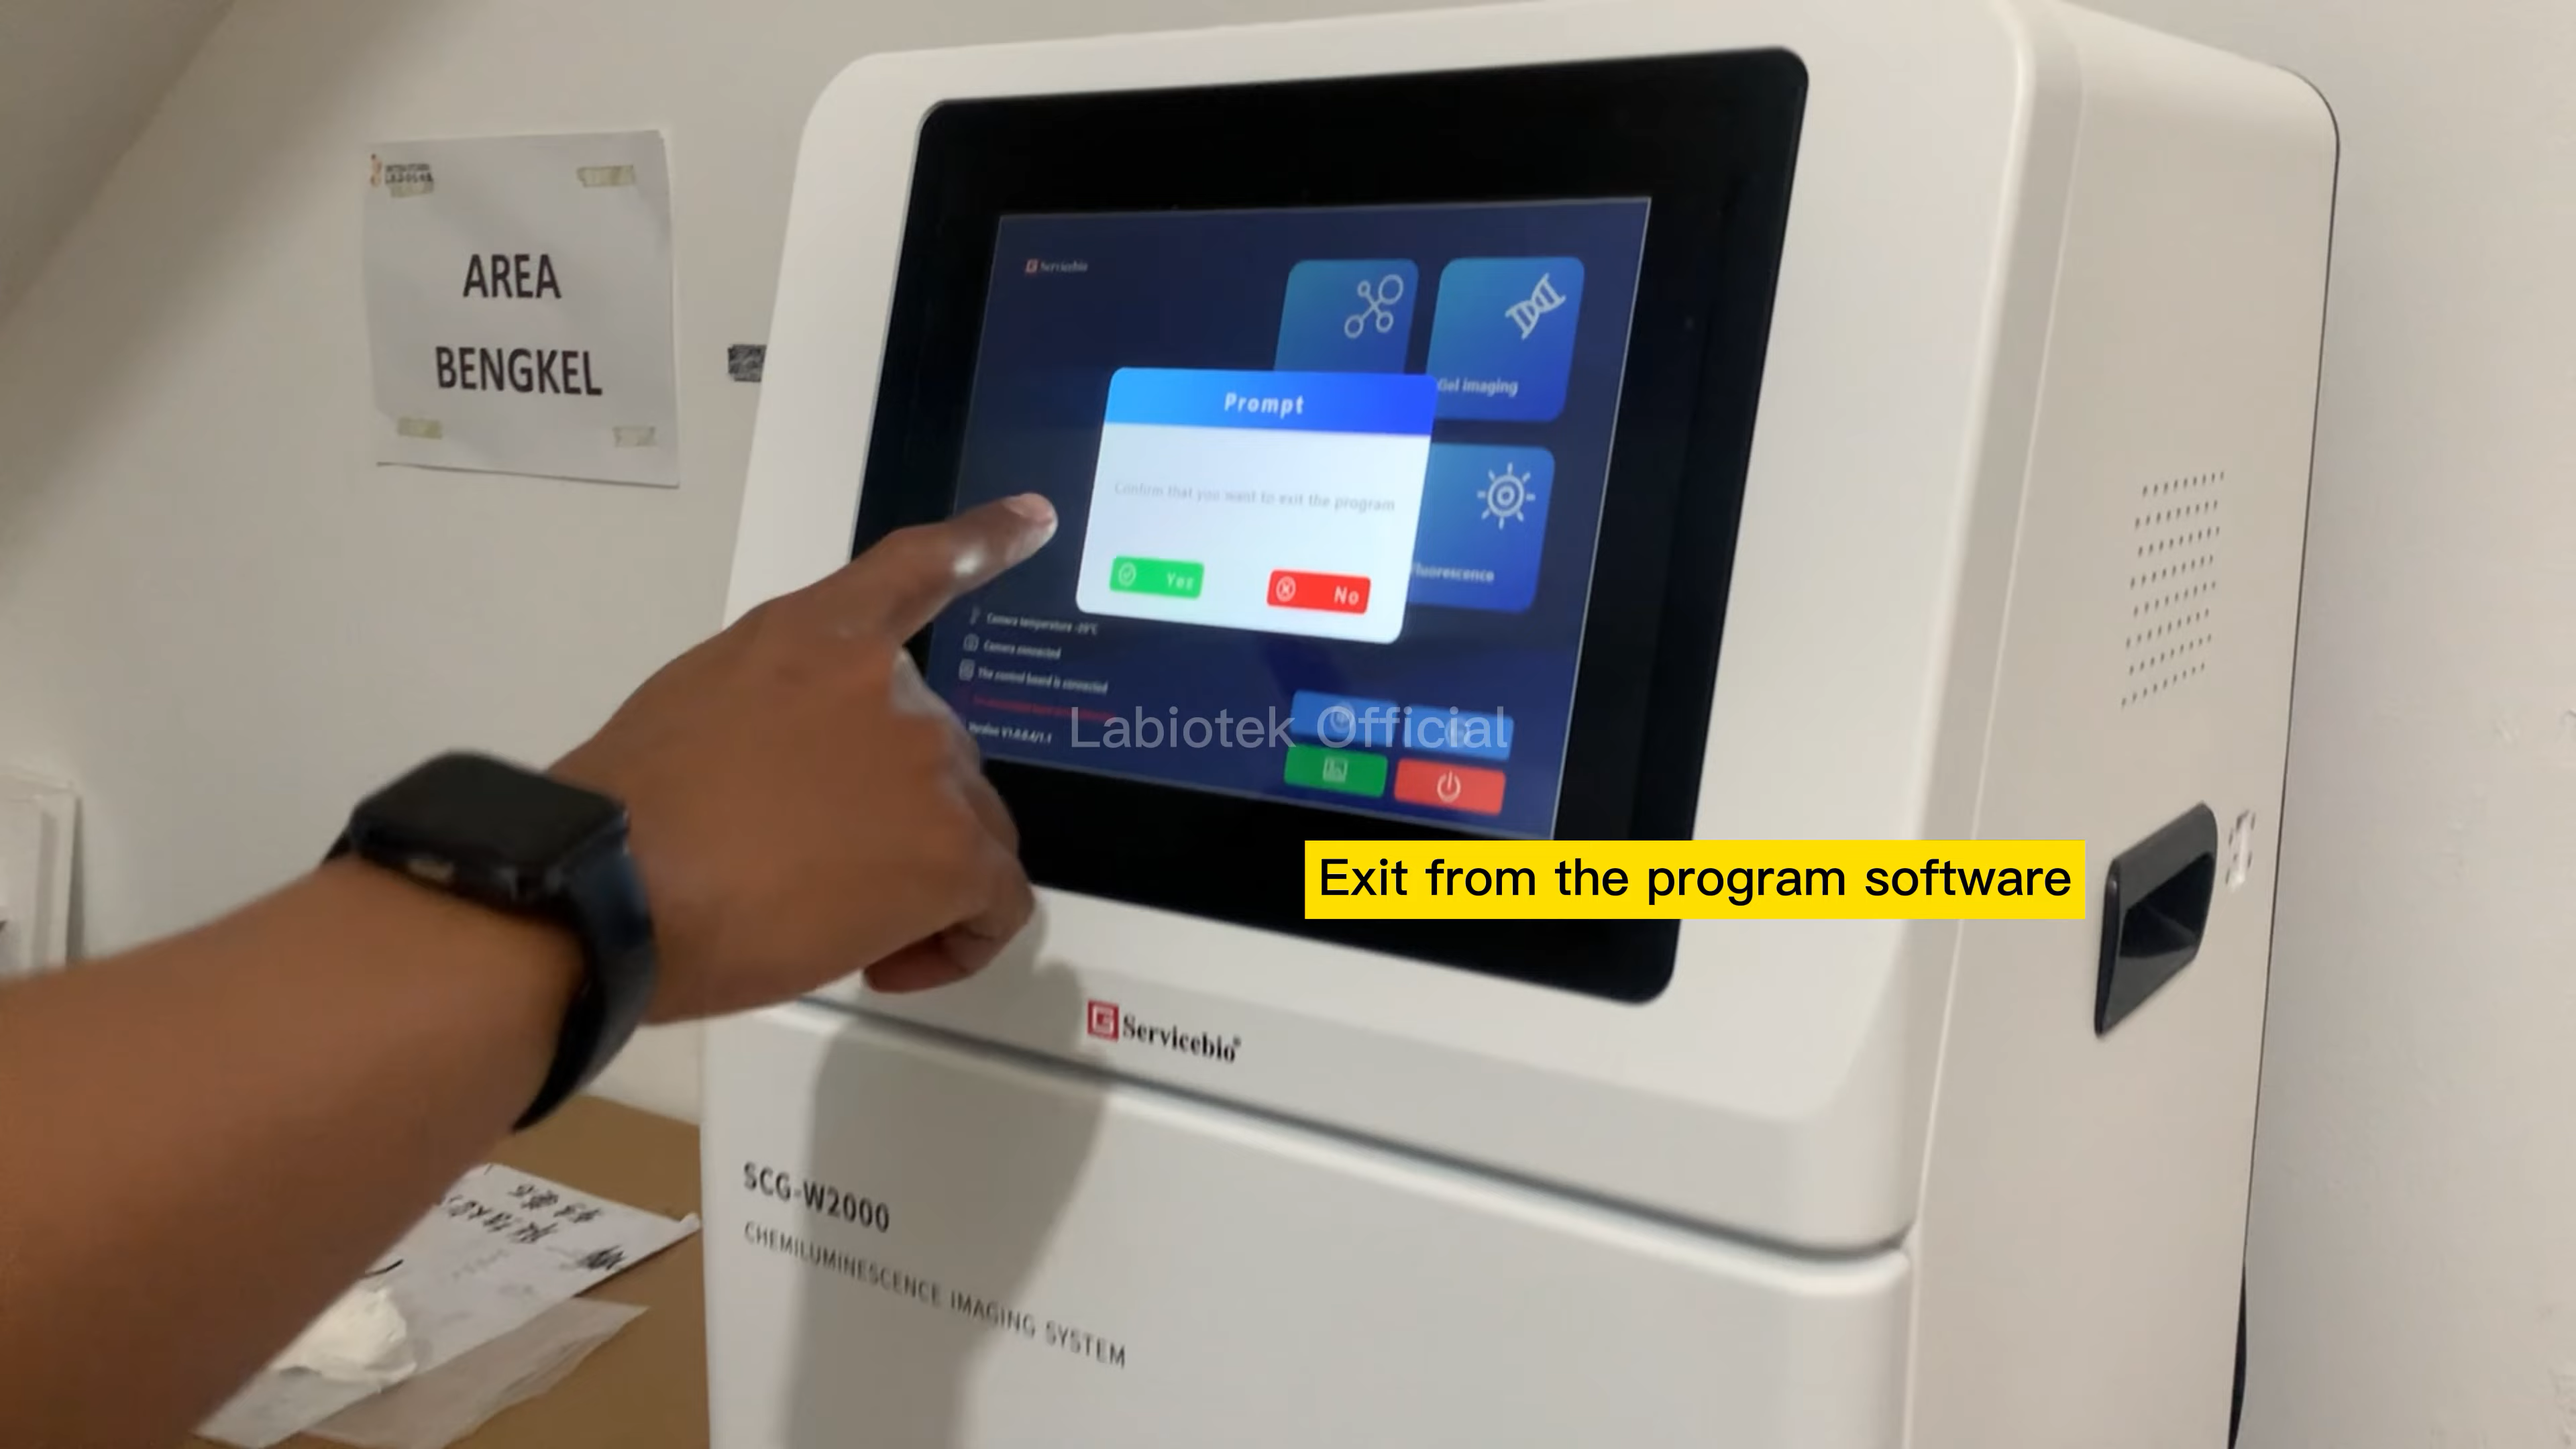 AREA
BENGKEL
Servicebio
Gel imaging
Prompt
Confirm that you want to exit the program
Yes
No
Fluorescence
Camera temperature -20°C
Camera connected
The control board is connected
Labiotek Official
Exit from the program software
Servicebio
SCG-W2000
CHEMILUMINESCENCE IMAGING SYSTEM